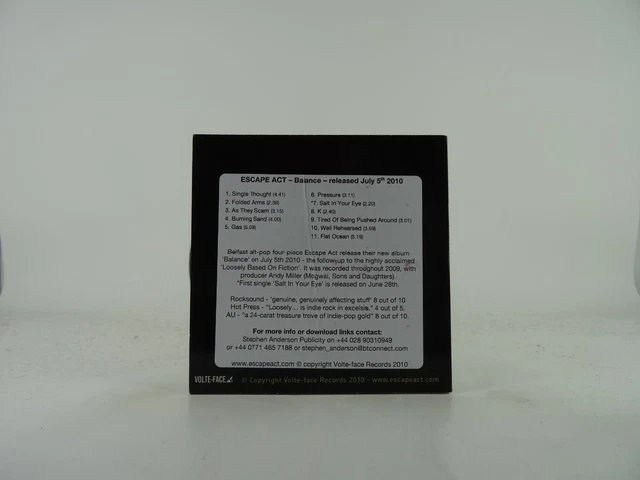 ESCAPE ACT – Balance – released July 5th 2010
1. Single Thought (4.41)
2. Folded Arms (2.39)
3. As They Scam (3.16)
4. Burning Sand (4.00)
5. Gas (5.09)
6. Pressure (3.11)
*7. Salt In Your Eye (2.20)
8. K (2.40)
9. Tired Of Being Pushed Around (3.01)
10. Well Rehearsed (3.59)
11. Flat Ocean (5.19)
Belfast alt-pop four piece Escape Act release their new album
'Balance' on July 5th 2010 - the followup to the highly acclaimed
'Loosely Based On Fiction'. It was recorded throughout 2009, with
producer Andy Miller (Mogwai, Sons and Daughters).
*First single 'Salt In Your Eye' is released on June 28th.
Rocksound - "genuine, genuinely affecting stuff" 8 out of 10
Hot Press - "Loosely... is indie rock in excelsis." 4 out of 5.
AU - "a 24-carat treasure trove of indie-pop gold" 8 out of 10.
For more info or download links contact:
Stephen Anderson Publicity on +44 028 90310949
or +44 0771 465 7188 or stephen_anderson@btconnect.com
www.escapeact.com © copyright Volte-face Records 2010
VOLTE-FACE © Copyright Volte-face Records 2010 - www.escapeact.com